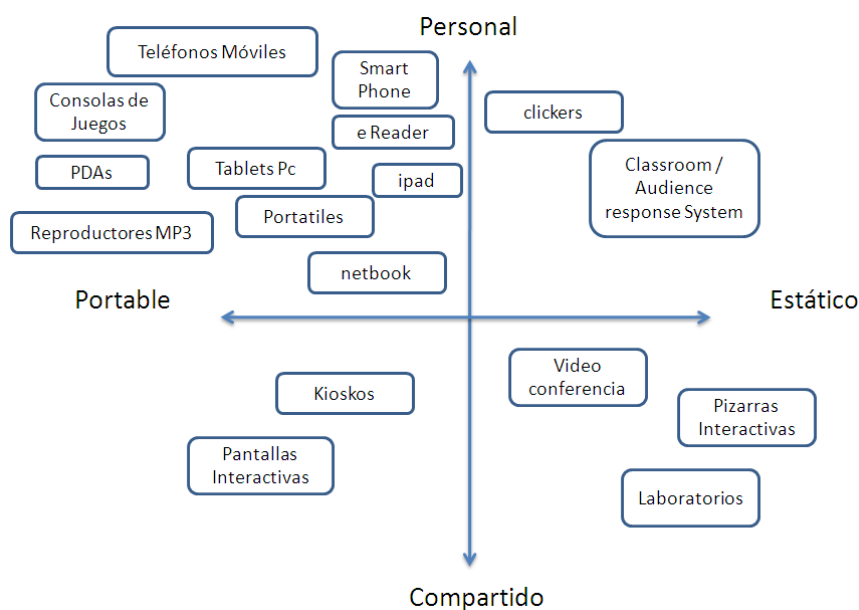 Personal
Teléfonos Móviles
Smart
Phone
Consolas de
Juegos
clickers
e Reader
Classroom /
Audience
response System
PDAs
Tablets Pc
ipad
Portatiles
Reproductores MP3
netbook
Portable
Estático
Video
conferencia
Kioskos
Pizarras
Interactivas
Pantallas
Interactivas
Laboratorios
Compartido